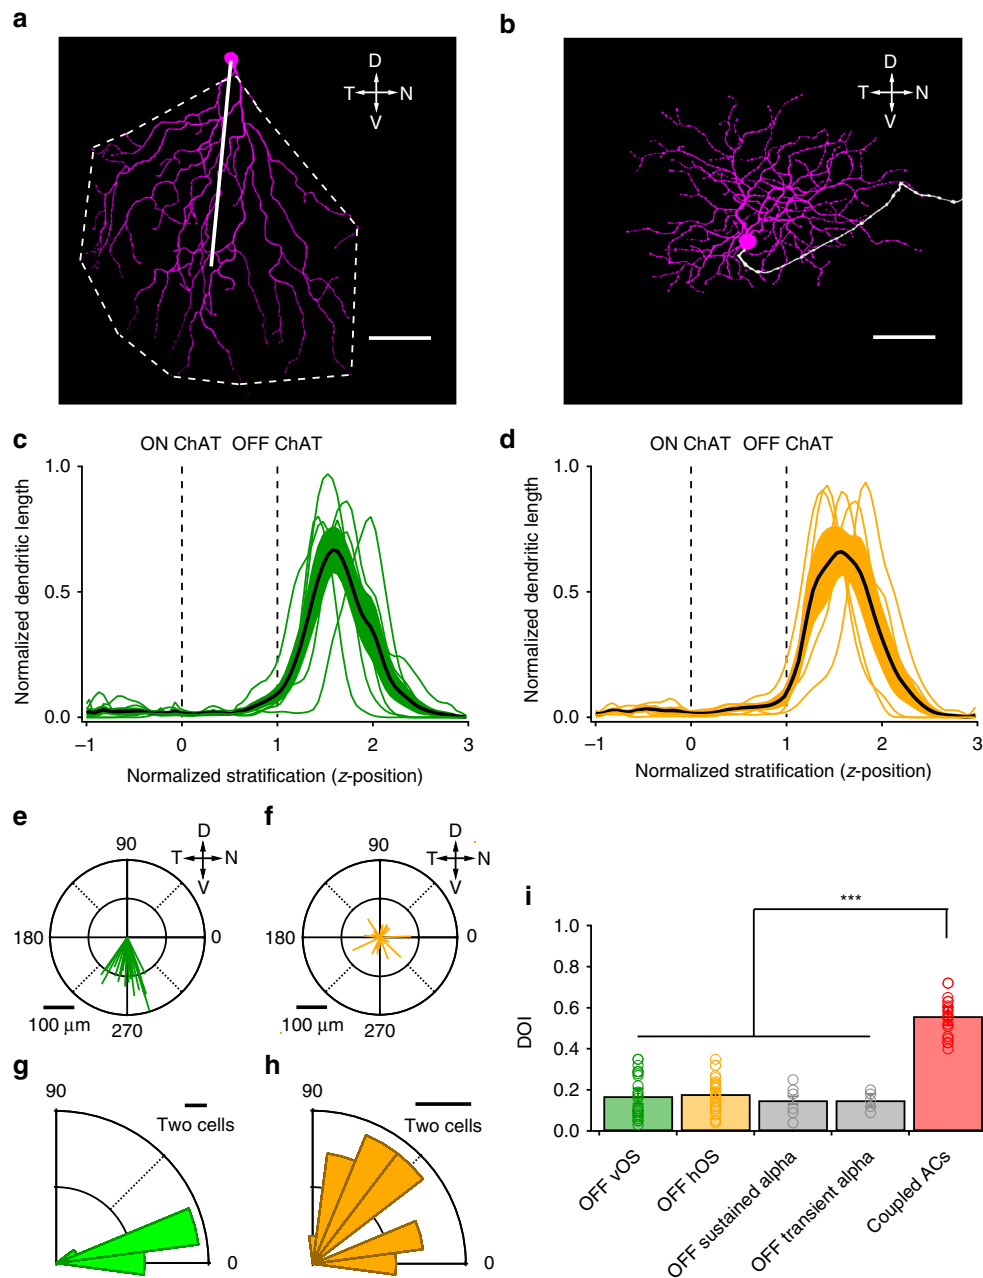 a
D
T N
V
b
D
T N
V
c
ON ChAT OFF ChAT
1.0
0.5
0.0
Normalized dendritic length
−1 0 1 2 3
Normalized stratification (z-position)
d
ON ChAT OFF ChAT
1.0
0.5
0.0
Normalized dendritic length
−1 0 1 2 3
Normalized stratification (z-position)
e
D
T N
V
90
180
0
270
100 μm
f
D
T N
V
90
180
0
270
100 μm
g
90
Two cells
0
h
90
Two cells
0
i
***
1.0
0.8
0.6
0.4
0.2
0.0
DOI
OFF vOS
OFF hOS
OFF sustained alpha
OFF transient alpha
Coupled ACs